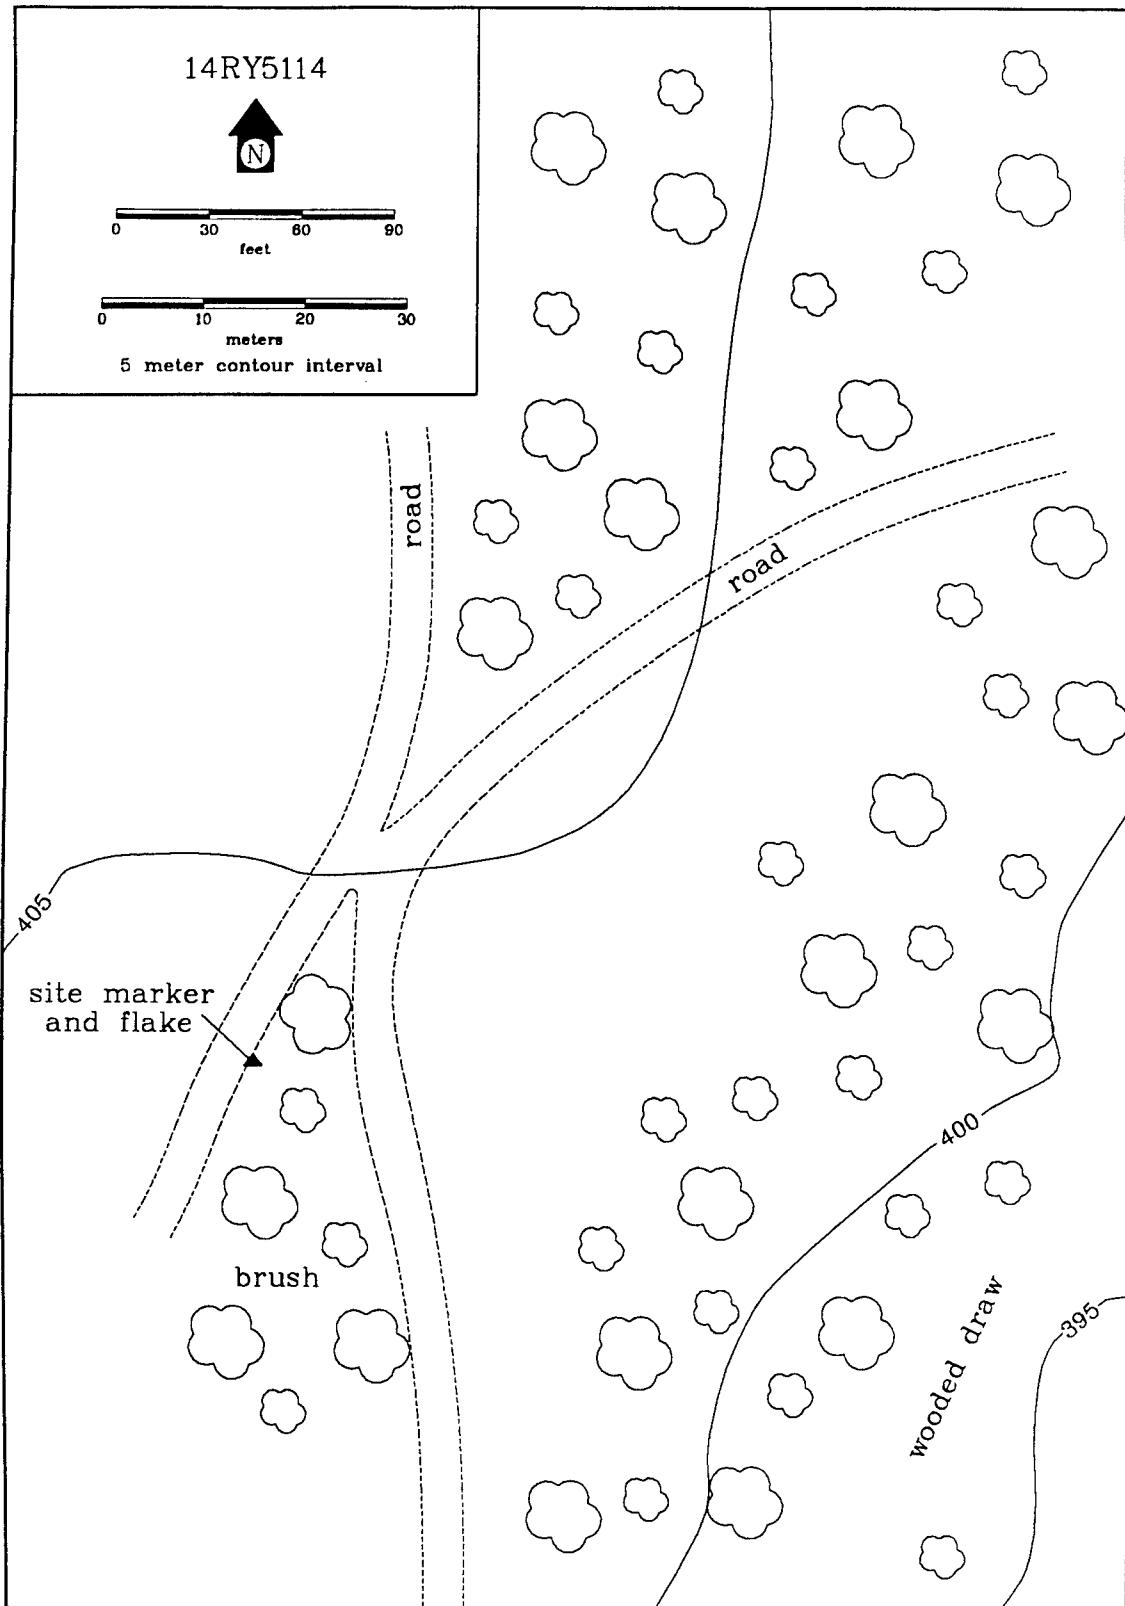 14RY5114
N
0 30 60 90
feet
0 10 20 30
meters
5 meter contour interval
road
road
405
site marker
and flake
400
brush
395
wooded draw